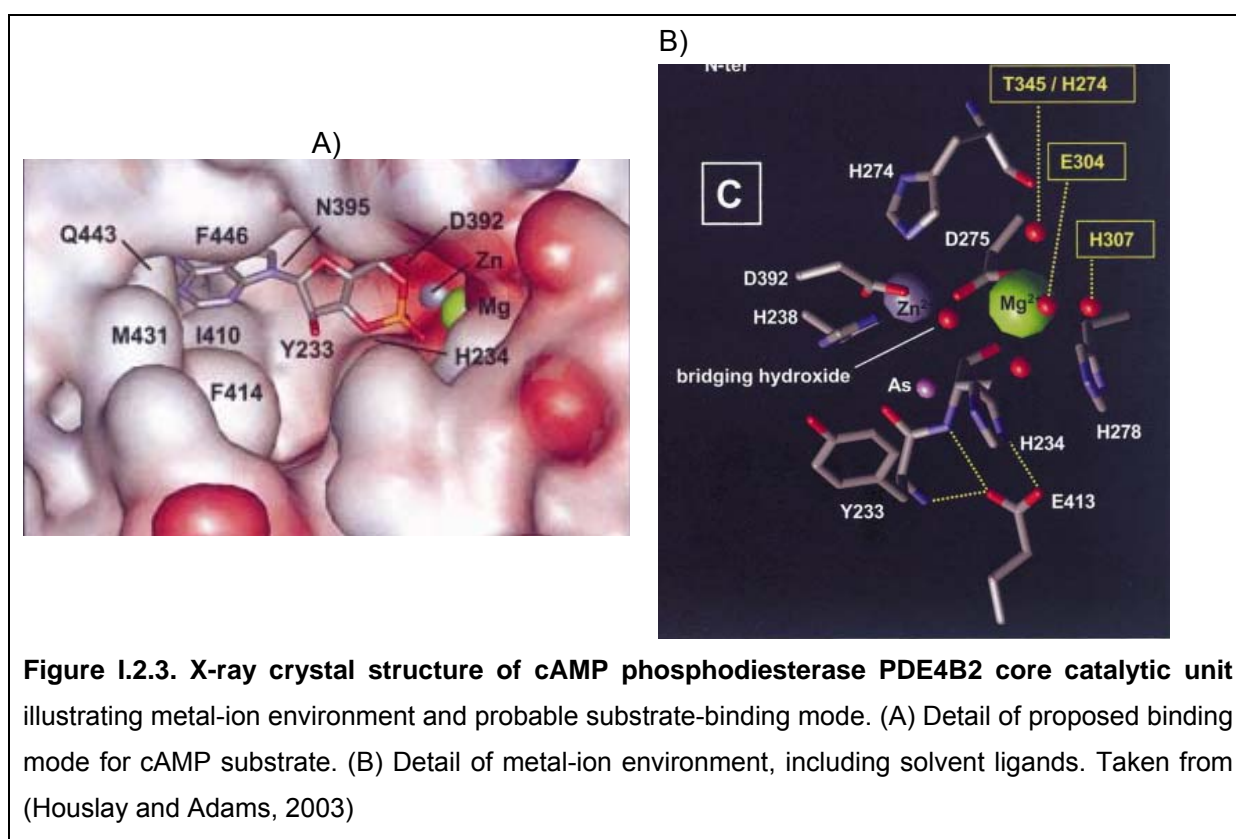 A)
Q443
F446
N395
D392
Zn
Mg
M431
I410
Y233
H234
F414
B)
N-ter
T345 / H274
C
H274
E304
D275
H307
D392
Zn2
Mg2+
H238
bridging hydroxide
As
H234
H278
Y233
E413
Figure I.2.3. X-ray crystal structure of cAMP phosphodiesterase PDE4B2 core catalytic unit
illustrating metal-ion environment and probable substrate-binding mode. (A) Detail of proposed binding
mode for cAMP substrate. (B) Detail of metal-ion environment, including solvent ligands. Taken from
(Houslay and Adams, 2003)